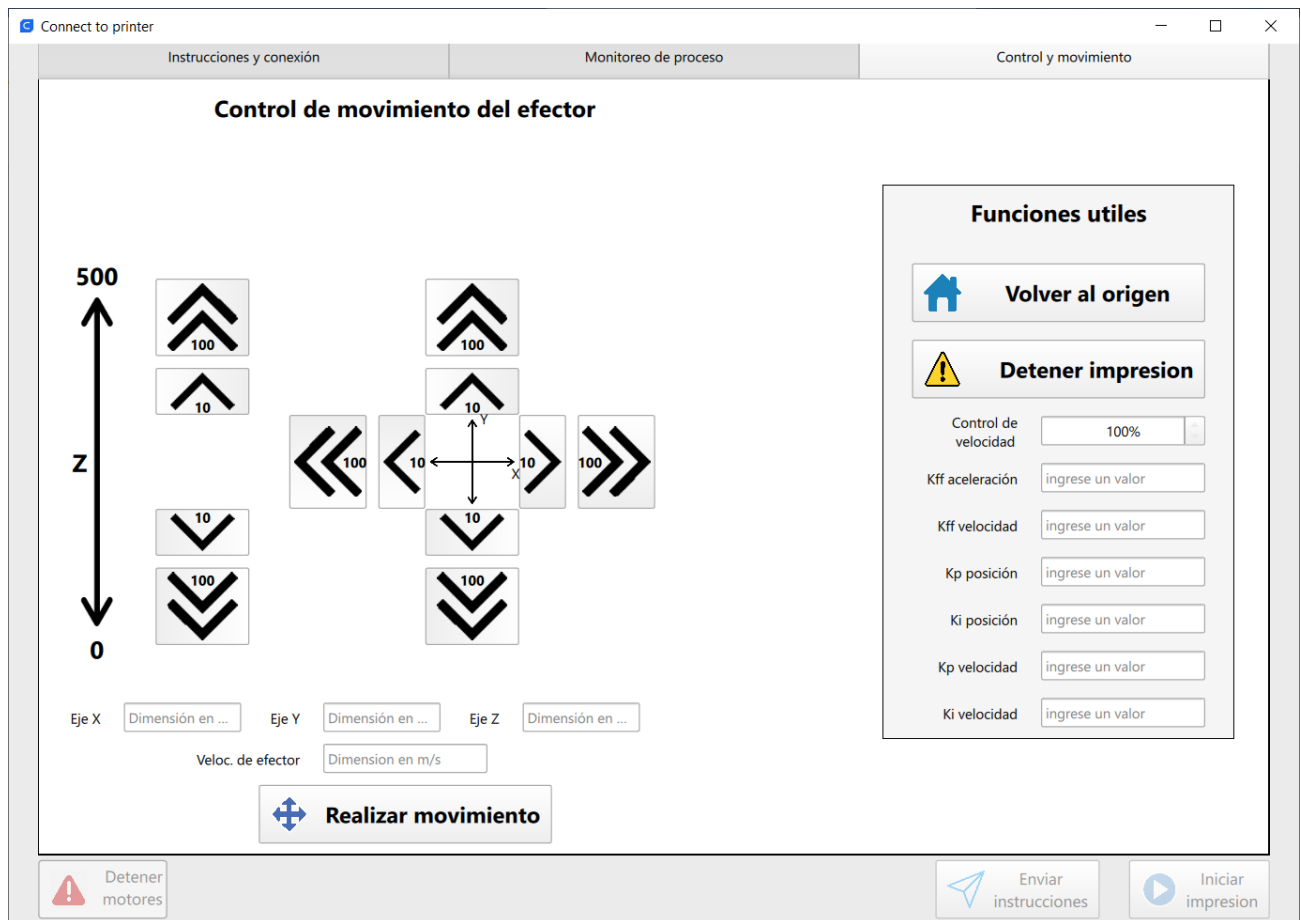 Connect to printer
Instrucciones y conexión
Monitoreo de proceso
Control y movimiento
Control de movimiento del efector
500
Z
0
100
10
10
100
100
10
Y
100
10
X
10
100
10
100
Eje X
Dimensión en ...
Eje Y
Dimensión en ...
Eje Z
Dimensión en ...
Veloc. de efector
Dimension en m/s
Realizar movimiento
Funciones utiles
Volver al origen
Detener impresion
Control de
velocidad
100%
Kff aceleración
ingrese un valor
Kff velocidad
ingrese un valor
Kp posición
ingrese un valor
Ki posición
ingrese un valor
Kp velocidad
ingrese un valor
Ki velocidad
ingrese un valor
Detener
motores
Enviar
instrucciones
Iniciar
impresion